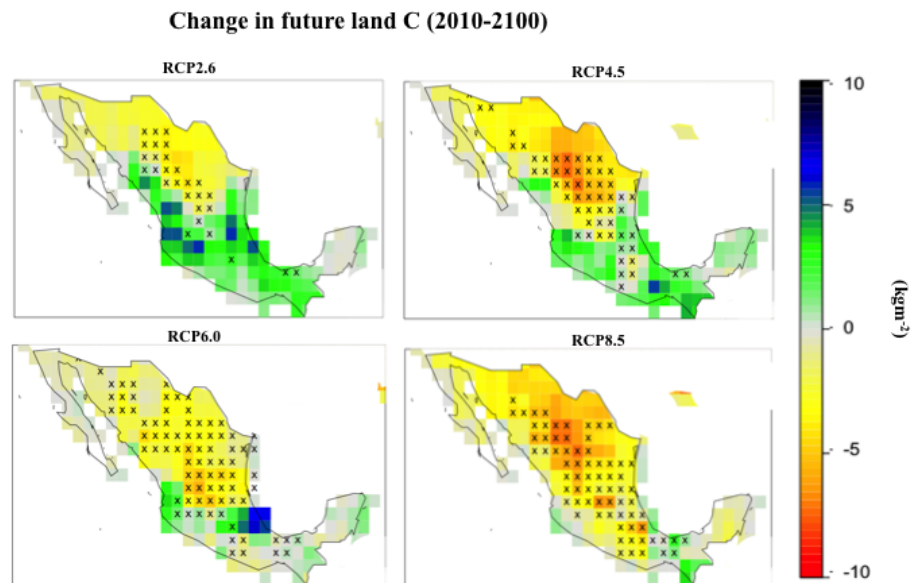 Change in future land C (2010-2100)
RCP2.6
RCP4.5
10
5
0
-5
-10
(kgm⁻²)
RCP6.0
RCP8.5